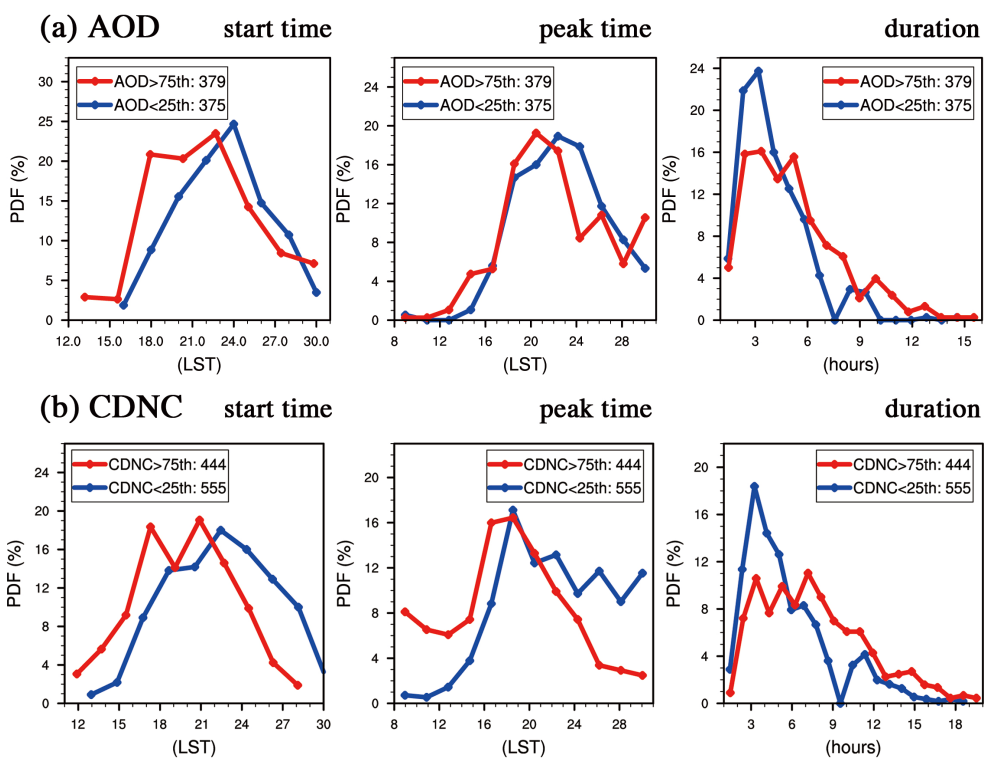 (a) AOD start time peak time duration
AOD>75th: 379
AOD<25th: 375
PDF (%)
30
25
20
15
10
5
0
12.0 15.0 18.0 21.0 24.0 27.0 30.0
(LST)
AOD>75th: 379
AOD<25th: 375
PDF (%)
24
20
16
12
8
4
0
8 12 16 20 24 28
(LST)
AOD>75th: 379
AOD<25th: 375
PDF (%)
24
20
16
12
8
4
0
3 6 9 12 15
(hours)
(b) CDNC start time peak time duration
CDNC>75th: 444
CDNC<25th: 555
PDF (%)
24
20
16
12
8
4
0
12 15 18 21 24 27 30
(LST)
CDNC>75th: 444
CDNC<25th: 555
PDF (%)
20
16
12
8
4
0
8 12 16 20 24 28
(LST)
CDNC>75th: 444
CDNC<25th: 555
PDF (%)
20
16
12
8
4
0
3 6 9 12 15 18
(hours)